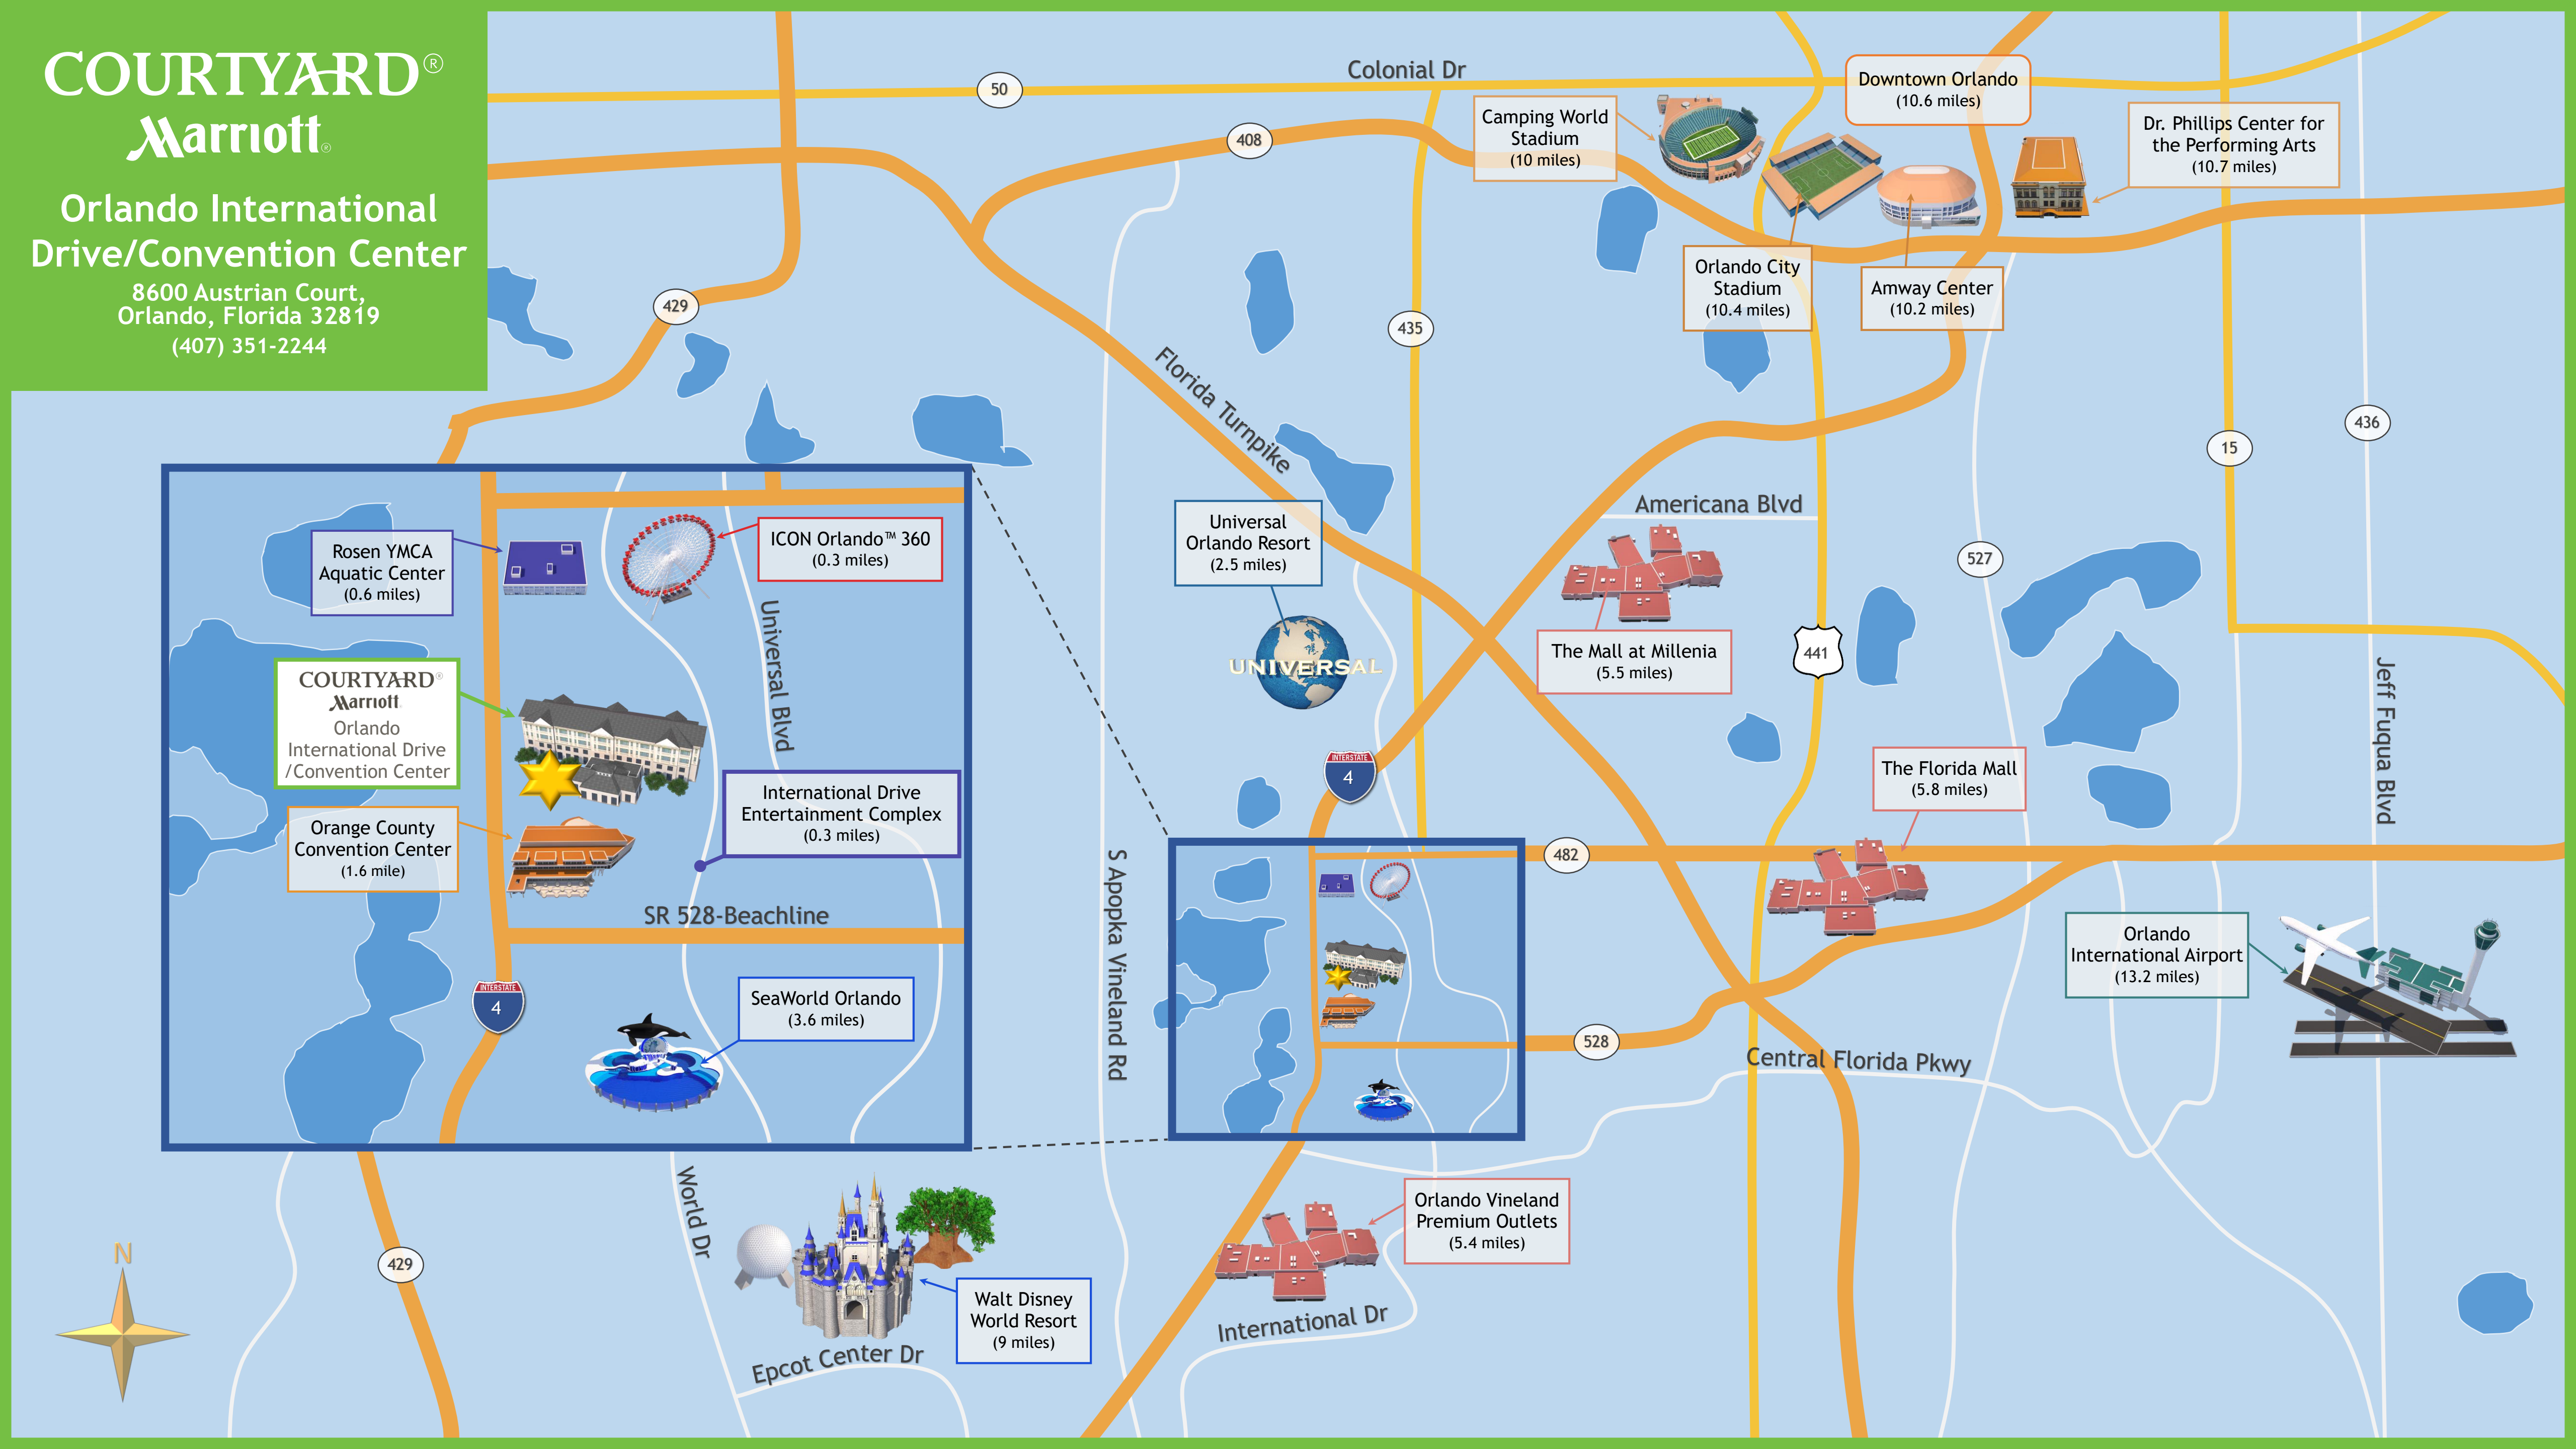 COURTYARD®
Marriott®
Orlando International
Drive/Convention Center
8600 Austrian Court,
Orlando, Florida 32819
(407) 351-2244
Colonial Dr
50
408
429
435
Camping World
Stadium
(10 miles)
Downtown Orlando
(10.6 miles)
Dr. Phillips Center for
the Performing Arts
(10.7 miles)
Orlando City
Stadium
(10.4 miles)
Amway Center
(10.2 miles)
Florida Turnpike
436
15
Americana Blvd
527
Universal
Orlando Resort
(2.5 miles)
UNIVERSAL
The Mall at Millenia
(5.5 miles)
441
Jeff Fuqua Blvd
INTERSTATE
4
The Florida Mall
(5.8 miles)
482
Orlando
International Airport
(13.2 miles)
528
Central Florida Pkwy
S Apopka Vineland Rd
Rosen YMCA
Aquatic Center
(0.6 miles)
ICON Orlando™ 360
(0.3 miles)
Universal Blvd
COURTYARD®
Marriott
Orlando
International Drive
/Convention Center
International Drive
Entertainment Complex
(0.3 miles)
Orange County
Convention Center
(1.6 mile)
SR 528-Beachline
INTERSTATE
4
SeaWorld Orlando
(3.6 miles)
World Dr
N
429
Walt Disney
World Resort
(9 miles)
Epcot Center Dr
Orlando Vineland
Premium Outlets
(5.4 miles)
International Dr